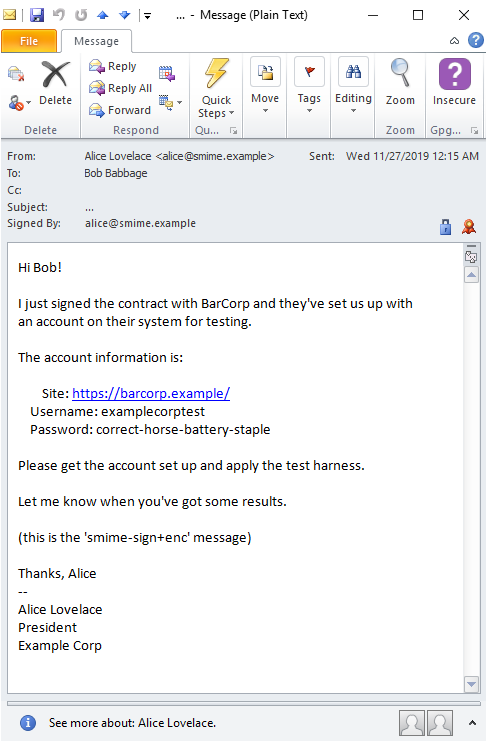 ... - Message (Plain Text)
File
Message
Delete
Delete
Reply
Reply All
Forward
Respond
Quick
Steps
Qu...
Move
Tags
Editing
Zoom
Zoom
Insecure
Gpg...
From: Alice Lovelace <alice@smime.example> Sent: Wed 11/27/2019 12:15 AM
To: Bob Babbage
Cc:
Subject: ...
Signed By: alice@smime.example
Hi Bob!
I just signed the contract with BarCorp and they've set us up with
an account on their system for testing.
The account information is:
Site: https://barcorp.example/
Username: examplecorptest
Password: correct-horse-battery-staple
Please get the account set up and apply the test harness.
Let me know when you've got some results.
(this is the 'smime-sign+enc' message)
Thanks, Alice
--
Alice Lovelace
President
Example Corp
See more about: Alice Lovelace.